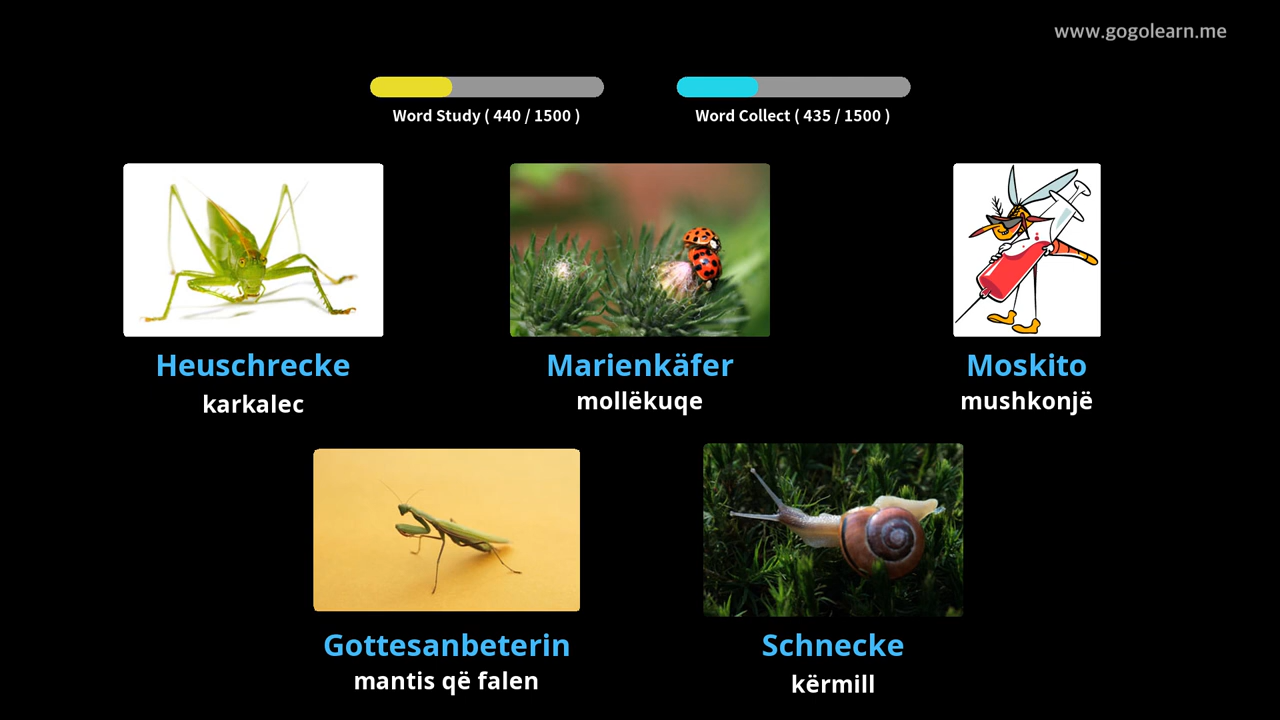 www.gogolearn.me
Word Study ( 440 / 1500 )
Word Collect ( 435 / 1500 )
Heuschrecke
karkalec
Marienkäfer
mollëkuqe
Moskito
mushkonjë
Gottesanbeterin
mantis që falen
Schnecke
kërmill